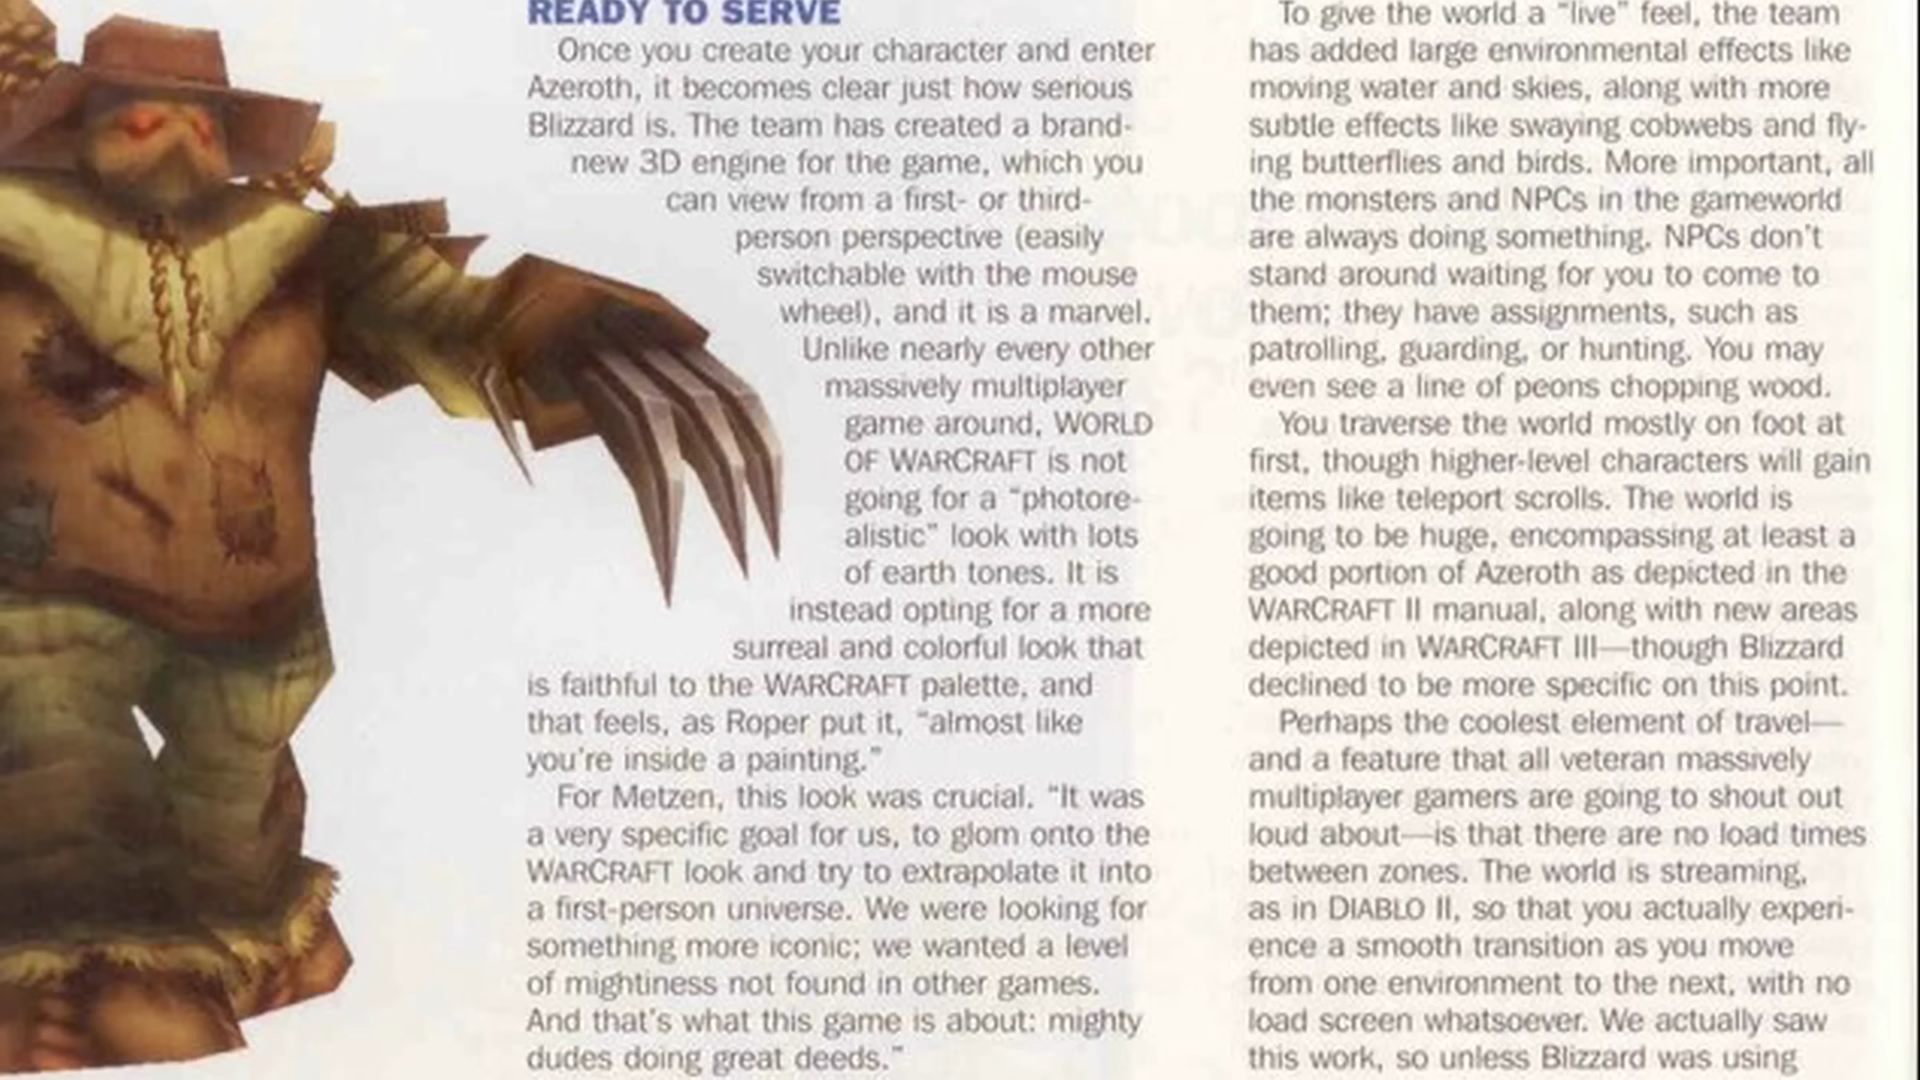 READY TO SERVE
Once you create your character and enter
Azeroth, it becomes clear just how serious
Blizzard is. The team has created a brand-
new 3D engine for the game, which you
can view from a first- or third-
person perspective (easily
switchable with the mouse
wheel), and it is a marvel.
Unlike nearly every other
massively multiplayer
game around, WORLD
OF WARCRAFT is not
going for a “photore-
alistic” look with lots
of earth tones. It is
instead opting for a more
surreal and colorful look that
is faithful to the WARCRAFT palette, and
that feels, as Roper put it, “almost like
you’re inside a painting.”
For Metzen, this look was crucial. “It was
a very specific goal for us, to glom onto the
WARCRAFT look and try to extrapolate it into
a first-person universe. We were looking for
something more iconic; we wanted a level
of mightiness not found in other games.
And that’s what this game is about: mighty
dudes doing great deeds.”
To give the world a “live” feel, the team
has added large environmental effects like
moving water and skies, along with more
subtle effects like swaying cobwebs and fly-
ing butterflies and birds. More important, all
the monsters and NPCs in the gameworld
are always doing something. NPCs don’t
stand around waiting for you to come to
them; they have assignments, such as
patrolling, guarding, or hunting. You may
even see a line of peons chopping wood.
You traverse the world mostly on foot at
first, though higher-level characters will gain
items like teleport scrolls. The world is
going to be huge, encompassing at least a
good portion of Azeroth as depicted in the
WARCRAFT II manual, along with new areas
depicted in WARCRAFT III—though Blizzard
declined to be more specific on this point.
Perhaps the coolest element of travel—
and a feature that all veteran massively
multiplayer gamers are going to shout out
loud about—is that there are no load times
between zones. The world is streaming,
as in DIABLO II, so that you actually experi-
ence a smooth transition as you move
from one environment to the next, with no
load screen whatsoever. We actually saw
this work, so unless Blizzard was using